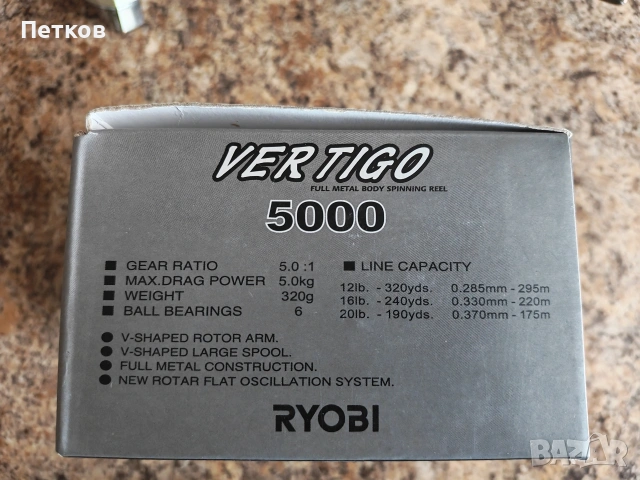 Петков
VERTIGO
FULL METAL BODY SPINNING REEL
5000
■ GEAR RATIO 5.0 :1
■ MAX.DRAG POWER 5.0kg
■ WEIGHT 320g
■ BALL BEARINGS 6
■ LINE CAPACITY
12lb. - 320yds. 0.285mm - 295m
16lb. - 240yds. 0.330mm - 220m
20lb. - 190yds. 0.370mm - 175m
● V-SHAPED ROTOR ARM.
● V-SHAPED LARGE SPOOL.
● FULL METAL CONSTRUCTION.
● NEW ROTAR FLAT OSCILLATION SYSTEM.
RYOBI
BAZAR